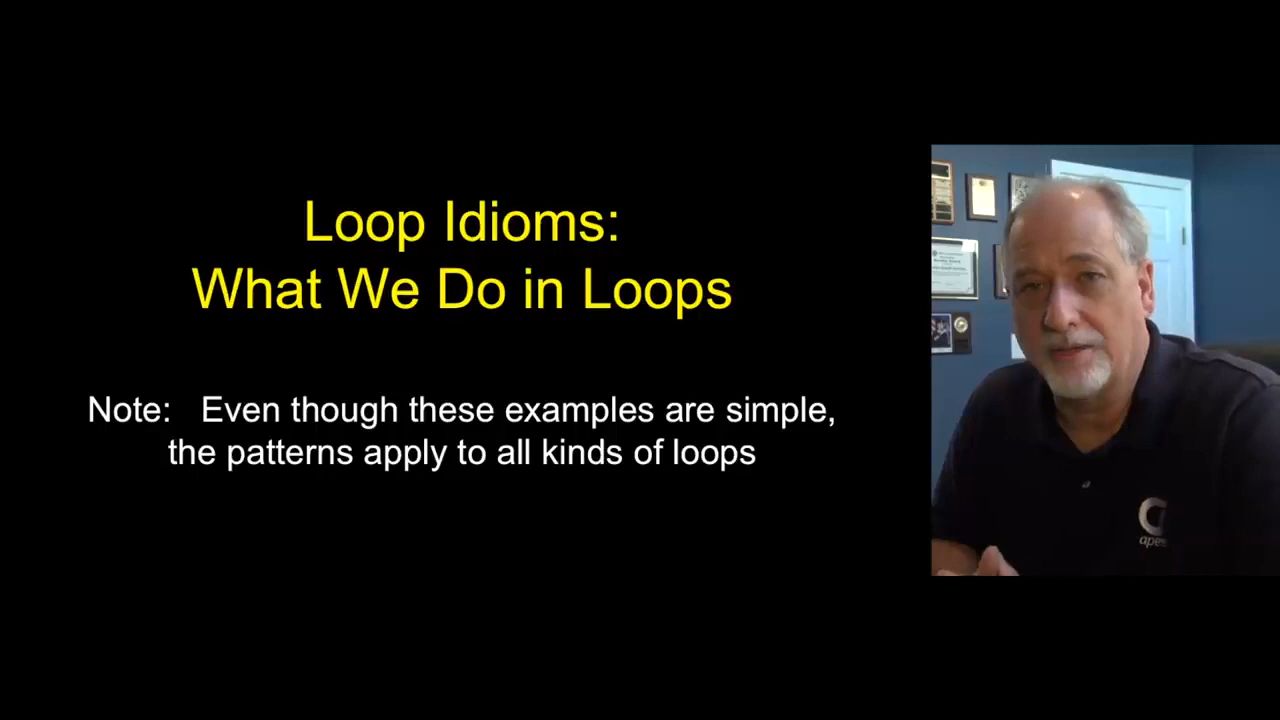 Loop Idioms:
What We Do in Loops
Note: Even though these examples are simple,
the patterns apply to all kinds of loops